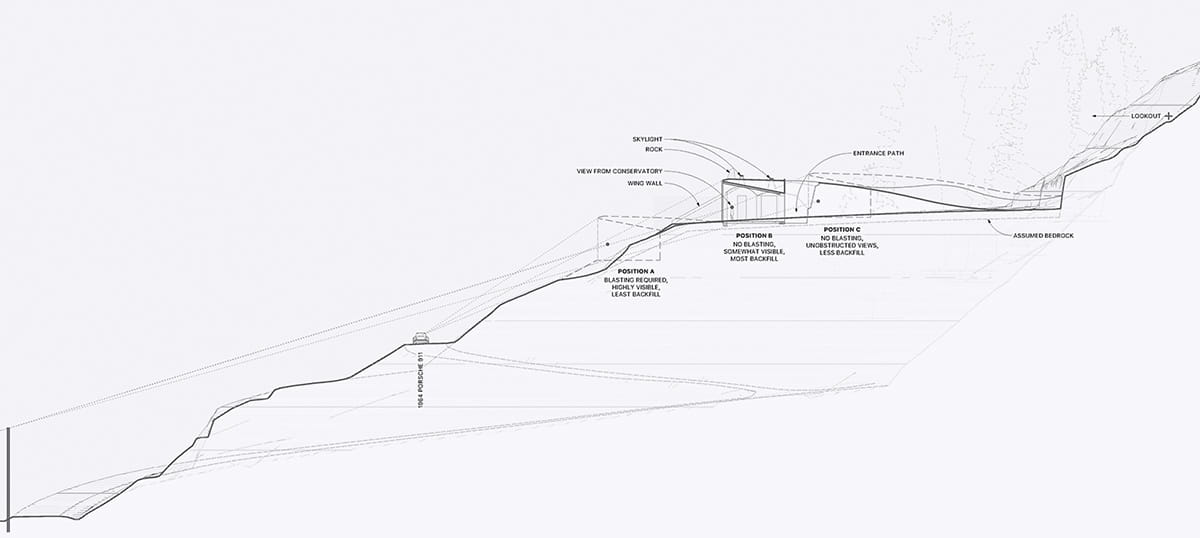 LOOKOUT
SKYLIGHT
ROCK
ENTRANCE PATH
VIEW FROM CONSERVATORY
WING WALL
POSITION B
NO BLASTING,
SOMEWHAT VISIBLE,
MOST BACKFILL
POSITION C
NO BLASTING,
UNOBSTRUCTED VIEWS,
LESS BACKFILL
ASSUMED BEDROCK
POSITION A
BLASTING REQUIRED,
HIGHLY VISIBLE,
LEAST BACKFILL
1964 PORSCHE 911